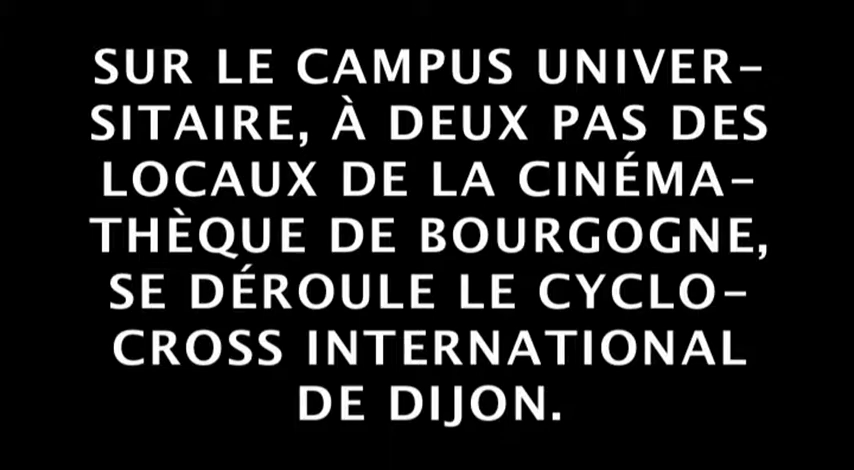 SUR LE CAMPUS UNIVER-
SITAIRE, À DEUX PAS DES
LOCAUX DE LA CINÉMA-
THÈQUE DE BOURGOGNE,
SE DÉROULE LE CYCLO-
CROSS INTERNATIONAL
DE DIJON.